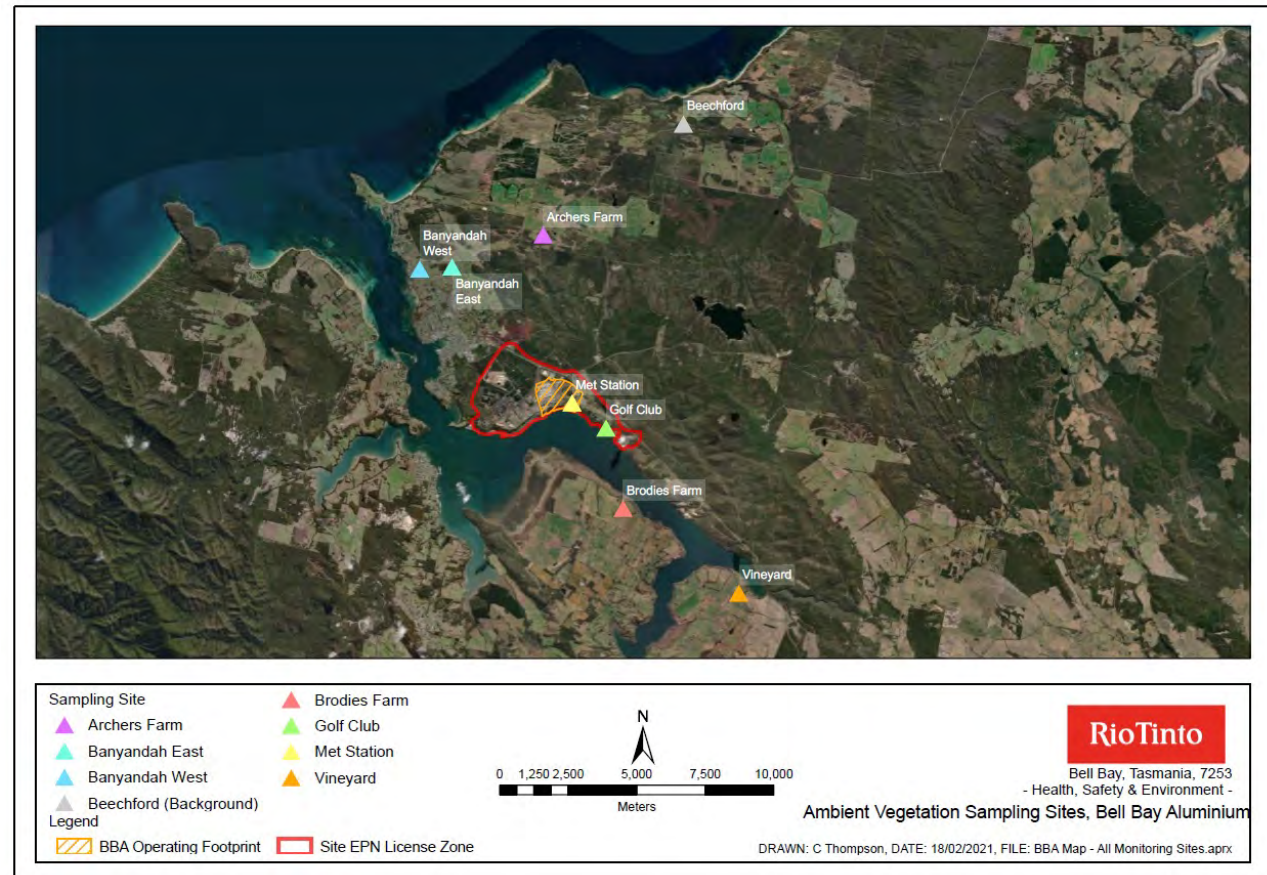 Beechford
Archers Farm
Banyandah
West
Banyandah
East
Met Station
Golf Club
Brodies Farm
Vineyard
Sampling Site
Archers Farm
Banyandah East
Banyandah West
Beechford (Background)
Brodies Farm
Golf Club
Met Station
Vineyard
Legend
BBA Operating Footprint
Site EPN License Zone
N
0 1,250 2,500 5,000 7,500 10,000
Meters
RioTinto
Bell Bay, Tasmania, 7253
- Health, Safety & Environment -
Ambient Vegetation Sampling Sites, Bell Bay Aluminium
DRAWN: C Thompson, DATE: 18/02/2021, FILE: BBA Map - All Monitoring Sites.aprx